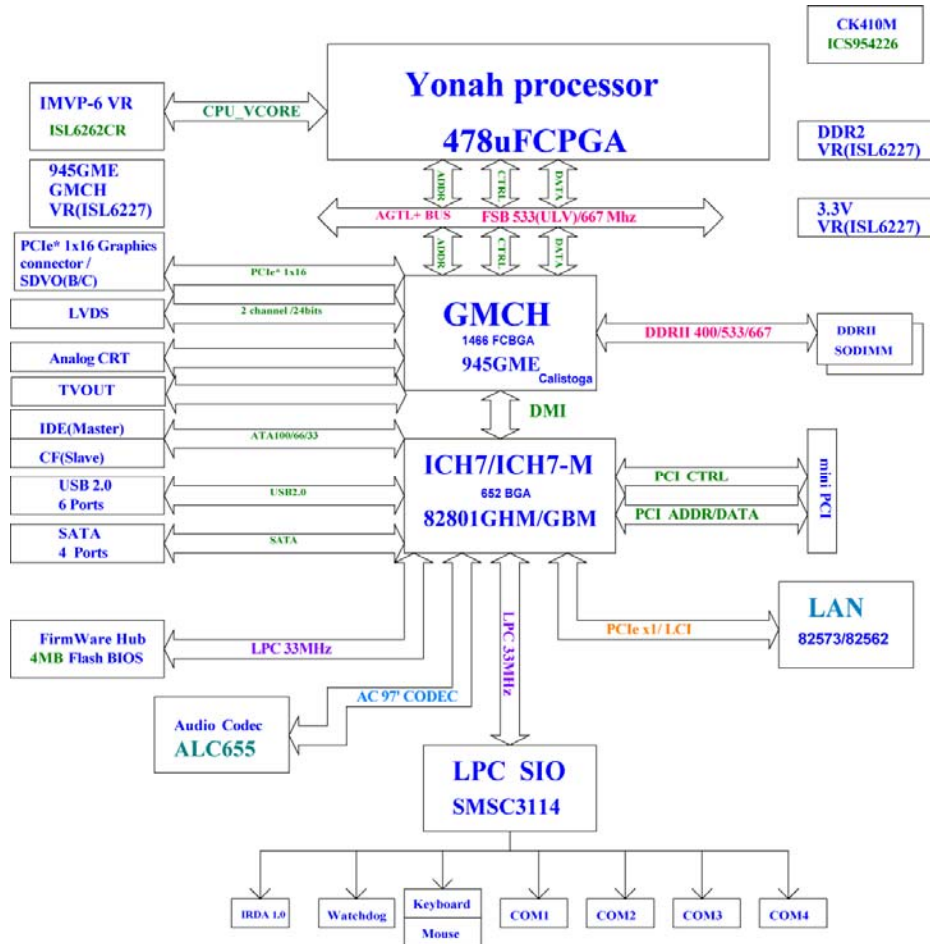 CK410M
ICS954226
Yonah processor
478uFCPGA
IMVP-6 VR
ISL6262CR
CPU_VCORE
DDR2
VR(ISL6227)
945GME
GMCH
VR(ISL6227)
ADDR
CTRL
DATA
3.3V
VR(ISL6227)
AGTL+ BUS FSB 533(ULV)/667 Mhz
ADDR
CTRL
DATA
PCIe* 1x16 Graphics
connector /
SDVO(B/C)
PCIe* 1x16
LVDS
2 channel /24bits
GMCH
1466 FCBGA
945GME
Calistoga
DDRII 400/533/667
DDRII
SODIMM
Analog CRT
TVOUT
DMI
IDE(Master)
CF(Slave)
ATA100/66/33
ICH7/ICH7-M
652 BGA
82801GHM/GBM
PCI CTRL
PCI ADDR/DATA
mini PCI
USB 2.0
6 Ports
USB2.0
SATA
4 Ports
SATA
LAN
82573/82562
PCIe x1/ LCI
FirmWare Hub
4MB Flash BIOS
LPC 33MHz
LPC 33MHz
AC 97' CODEC
Audio Codec
ALC655
LPC SIO
SMSC3114
IRDA 1.0
Watchdog
Keyboard
Mouse
COM1
COM2
COM3
COM4